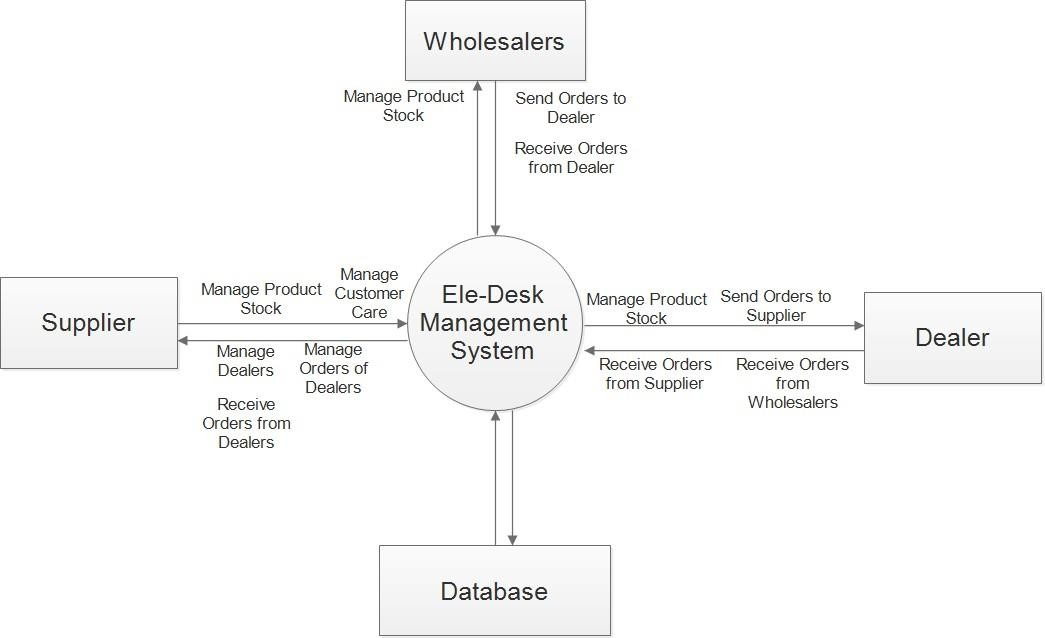 Wholesalers
Manage Product
Stock
Send Orders to
Dealer
Receive Orders
from Dealer
Supplier
Manage Product
Stock
Manage
Customer
Care
Manage
Dealers
Manage
Orders of
Dealers
Receive
Orders from
Dealers
Ele-Desk
Management
System
Manage Product
Stock
Send Orders to
Supplier
Receive Orders
from Supplier
Receive Orders
from
Wholesalers
Dealer
Database